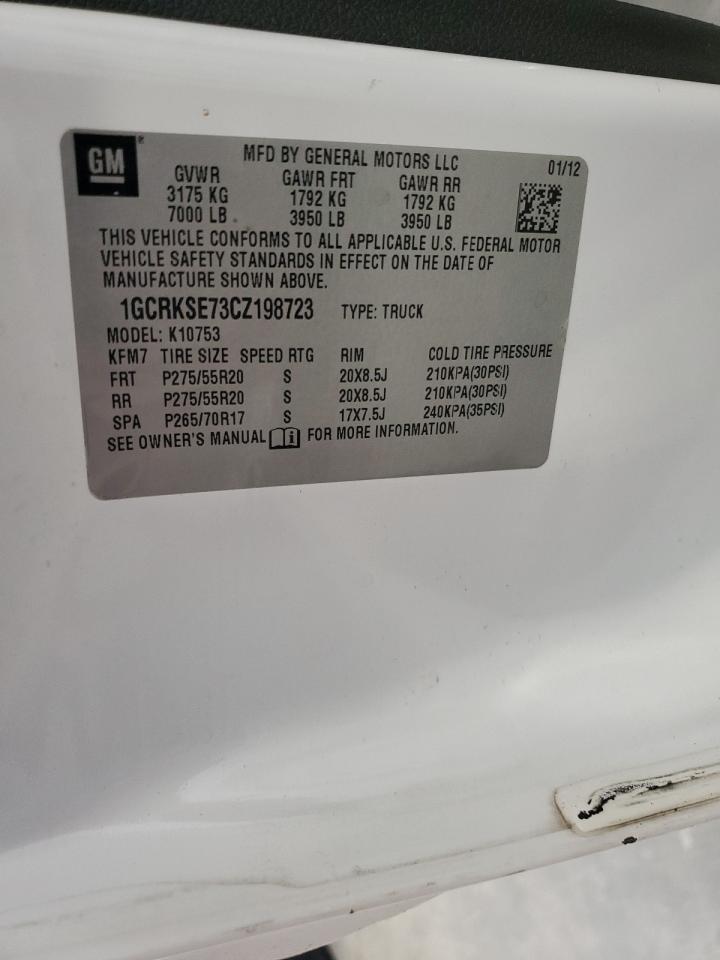 GM
MFD BY GENERAL MOTORS LLC 01/12
GVWR GAWR FRT GAWR RR
3175 KG 1792 KG 1792 KG
7000 LB 3950 LB 3950 LB
THIS VEHICLE CONFORMS TO ALL APPLICABLE U.S. FEDERAL MOTOR
VEHICLE SAFETY STANDARDS IN EFFECT ON THE DATE OF
MANUFACTURE SHOWN ABOVE.
1GCRKSE73CZ198723 TYPE: TRUCK
MODEL: K10753
KFM7 TIRE SIZE SPEED RTG RIM COLD TIRE PRESSURE
FRT P275/55R20 S 20X8.5J 210KPA(30PSI)
RR P275/55R20 S 20X8.5J 210KPA(30PSI)
SPA P265/70R17 S 17X7.5J 240KPA(35PSI)
SEE OWNER'S MANUAL i FOR MORE INFORMATION.